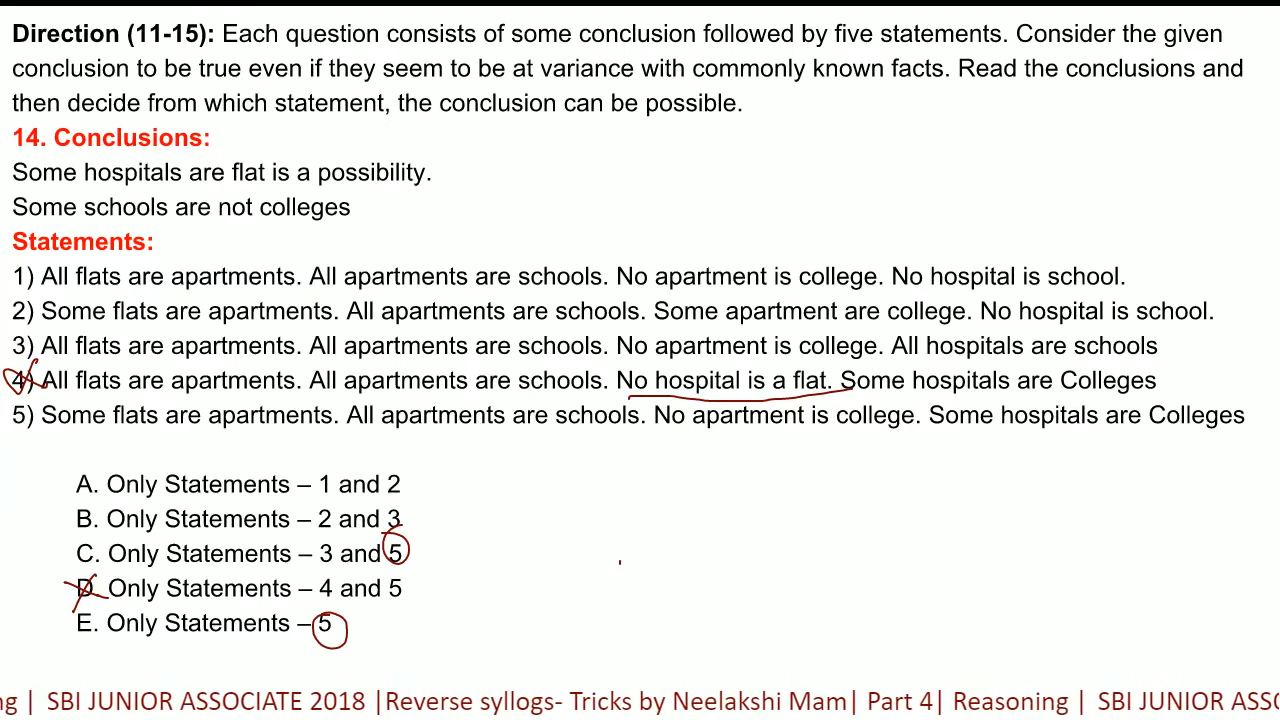 Direction (11-15): Each question consists of some conclusion followed by five statements. Consider the given
conclusion to be true even if they seem to be at variance with commonly known facts. Read the conclusions and
then decide from which statement, the conclusion can be possible.
14. Conclusions:
Some hospitals are flat is a possibility.
Some schools are not colleges
Statements:
1) All flats are apartments. All apartments are schools. No apartment is college. No hospital is school.
2) Some flats are apartments. All apartments are schools. Some apartment are college. No hospital is school.
3) All flats are apartments. All apartments are schools. No apartment is college. All hospitals are schools
4) All flats are apartments. All apartments are schools. No hospital is a flat. Some hospitals are Colleges
5) Some flats are apartments. All apartments are schools. No apartment is college. Some hospitals are Colleges
A. Only Statements – 1 and 2
B. Only Statements – 2 and 3
C. Only Statements – 3 and 5
D. Only Statements – 4 and 5
E. Only Statements – 5
ng | SBI JUNIOR ASSOCIATE 2018 |Reverse syllogs- Tricks by Neelakshi Mam| Part 4| Reasoning | SBI JUNIOR ASSO